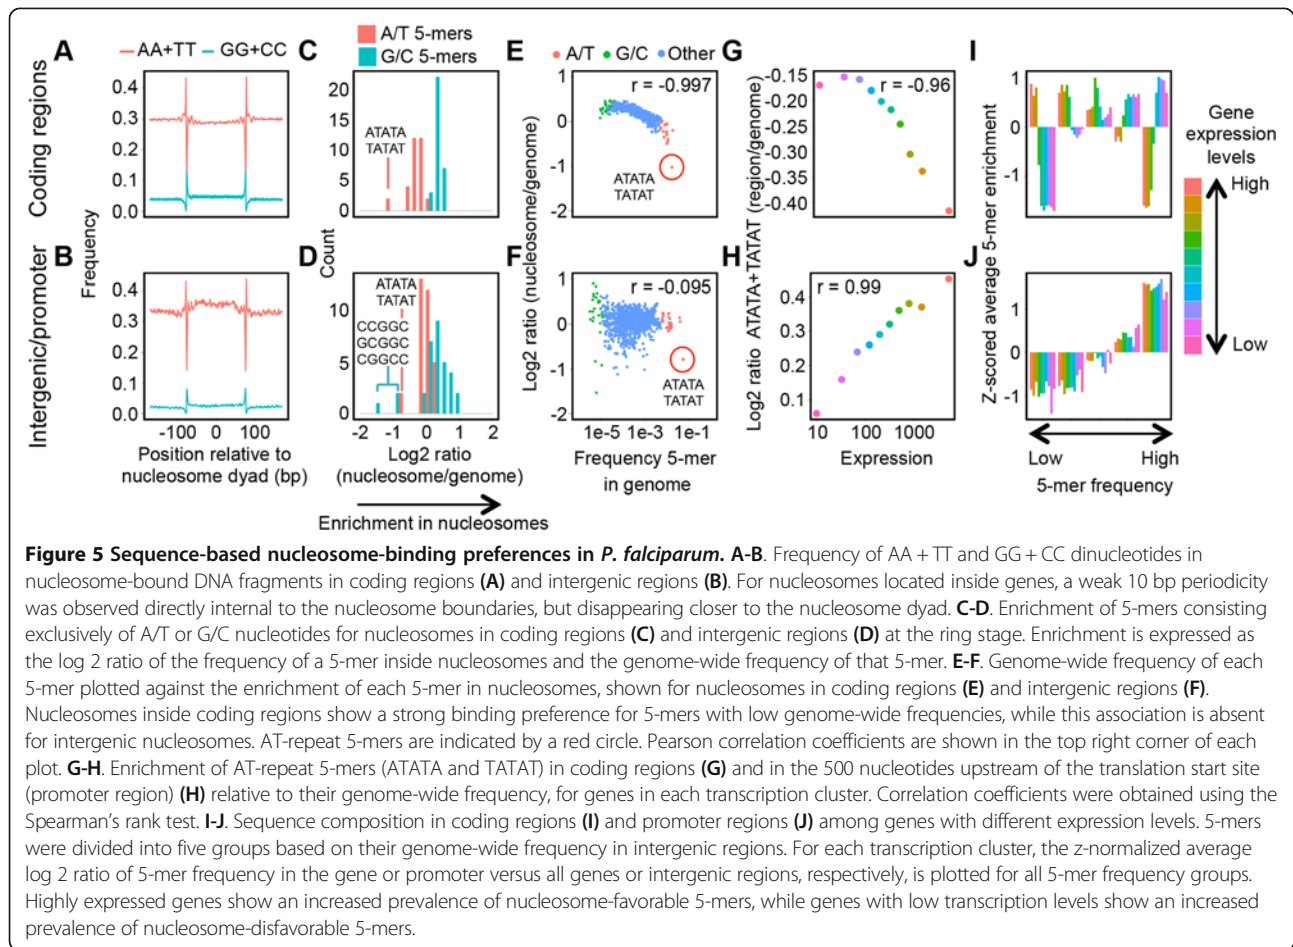 A
— AA+TT — GG+CC
C
A/T 5-mers
G/C 5-mers
E
A/T G/C Other
G
I
Coding regions
Intergenic/promoter
Frequency
0.4
0.3
0.2
0.1
0.0
20
15
10
5
0
ATATA
TATAT
Count
Log2 ratio (nucleosome/genome)
1
0
-1
-2
r = -0.997
ATATA
TATAT
Log2 ratio ATATA+TATAT (region/genome)
-0.15
-0.20
-0.25
-0.30
-0.35
-0.40
r = -0.96
Z-scored average 5-mer enrichment
1
0
-1
Gene
expression
levels
High
Low
B
0.4
0.3
0.2
0.1
0.0
-100 0 100
Position relative to
nucleosome dyad (bp)
D
10
5
0
ATATA
TATAT
CCGGC
GCGGC
CGGCC
-2 -1 0 1 2
Log2 ratio
(nucleosome/genome)
Enrichment in nucleosomes
F
1
0
-1
-2
r = -0.095
ATATA
TATAT
1e-5 1e-3 1e-1
Frequency 5-mer
in genome
H
0.4
0.3
0.2
0.1
r = 0.99
10 100 1000
Expression
J
1
0
-1
Low High
5-mer frequency
Figure 5 Sequence-based nucleosome-binding preferences in P. falciparum. A-B. Frequency of AA + TT and GG + CC dinucleotides in
nucleosome-bound DNA fragments in coding regions (A) and intergenic regions (B). For nucleosomes located inside genes, a weak 10 bp periodicity
was observed directly internal to the nucleosome boundaries, but disappearing closer to the nucleosome dyad. C-D. Enrichment of 5-mers consisting
exclusively of A/T or G/C nucleotides for nucleosomes in coding regions (C) and intergenic regions (D) at the ring stage. Enrichment is expressed as
the log 2 ratio of the frequency of a 5-mer inside nucleosomes and the genome-wide frequency of that 5-mer. E-F. Genome-wide frequency of each
5-mer plotted against the enrichment of each 5-mer in nucleosomes, shown for nucleosomes in coding regions (E) and intergenic regions (F).
Nucleosomes inside coding regions show a strong binding preference for 5-mers with low genome-wide frequencies, while this association is absent
for intergenic nucleosomes. AT-repeat 5-mers are indicated by a red circle. Pearson correlation coefficients are shown in the top right corner of each
plot. G-H. Enrichment of AT-repeat 5-mers (ATATA and TATAT) in coding regions (G) and in the 500 nucleotides upstream of the translation start site
(promoter region) (H) relative to their genome-wide frequency, for genes in each transcription cluster. Correlation coefficients were obtained using the
Spearman's rank test. I-J. Sequence composition in coding regions (I) and promoter regions (J) among genes with different expression levels. 5-mers
were divided into five groups based on their genome-wide frequency in intergenic regions. For each transcription cluster, the z-normalized average
log 2 ratio of 5-mer frequency in the gene or promoter versus all genes or intergenic regions, respectively, is plotted for all 5-mer frequency groups.
Highly expressed genes show an increased prevalence of nucleosome-favorable 5-mers, while genes with low transcription levels show an increased
prevalence of nucleosome-disfavorable 5-mers.